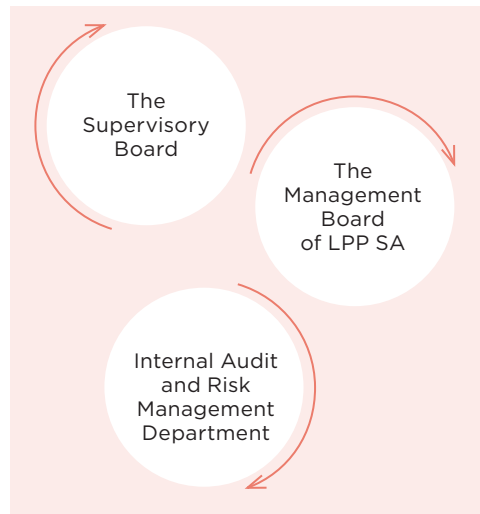 The
Supervisory
Board
The
Management
Board
of LPP SA
Internal Audit
and Risk
Management
Department